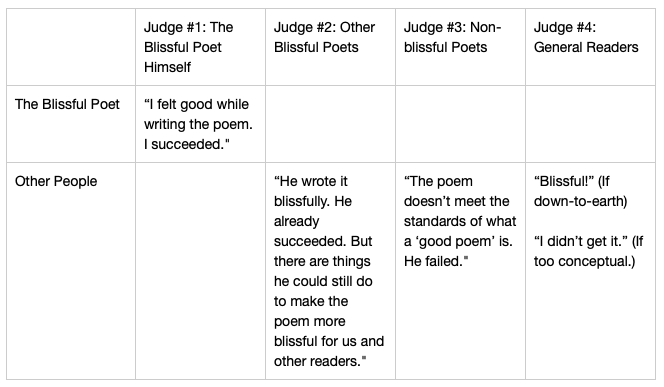 Judge #1: The
Blissful Poet
Himself
Judge #2: Other
Blissful Poets
Judge #3: Non-
blissful Poets
Judge #4:
General Readers
The Blissful Poet
“I felt good while
writing the poem.
I succeeded."
Other People
“He wrote it
blissfully. He
already
succeeded. But
there are things
he could still do
to make the
poem more
blissful for us and
other readers."
“The poem
doesn’t meet the
standards of what
a ‘good poem’ is.
He failed."
“Blissful!” (If
down-to-earth)
“I didn’t get it.” (If
too conceptual.)